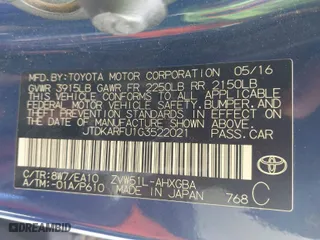 MFD.BY:TOYOTA MOTOR CORPORATION 05/16
GVWR 3915LB GAWR FR 2250LB RR 2150LB
THIS VEHICLE CONFORMS TO ALL APPLICABLE
FEDERAL MOTOR VEHICLE SAFETY, BUMPER, AND
THEFT PREVENTION STANDARDS IN EFFECT ON
THE DATE OF MANUFACTURE SHOWN ABOVE.
JTDKARFU1G3522021 PASS.CAR
C/TR:8W7/EA10 ZVW51L-AHXGBA
A/TM:-01A/P610 MADE IN JAPAN 768 C
TOYOTA